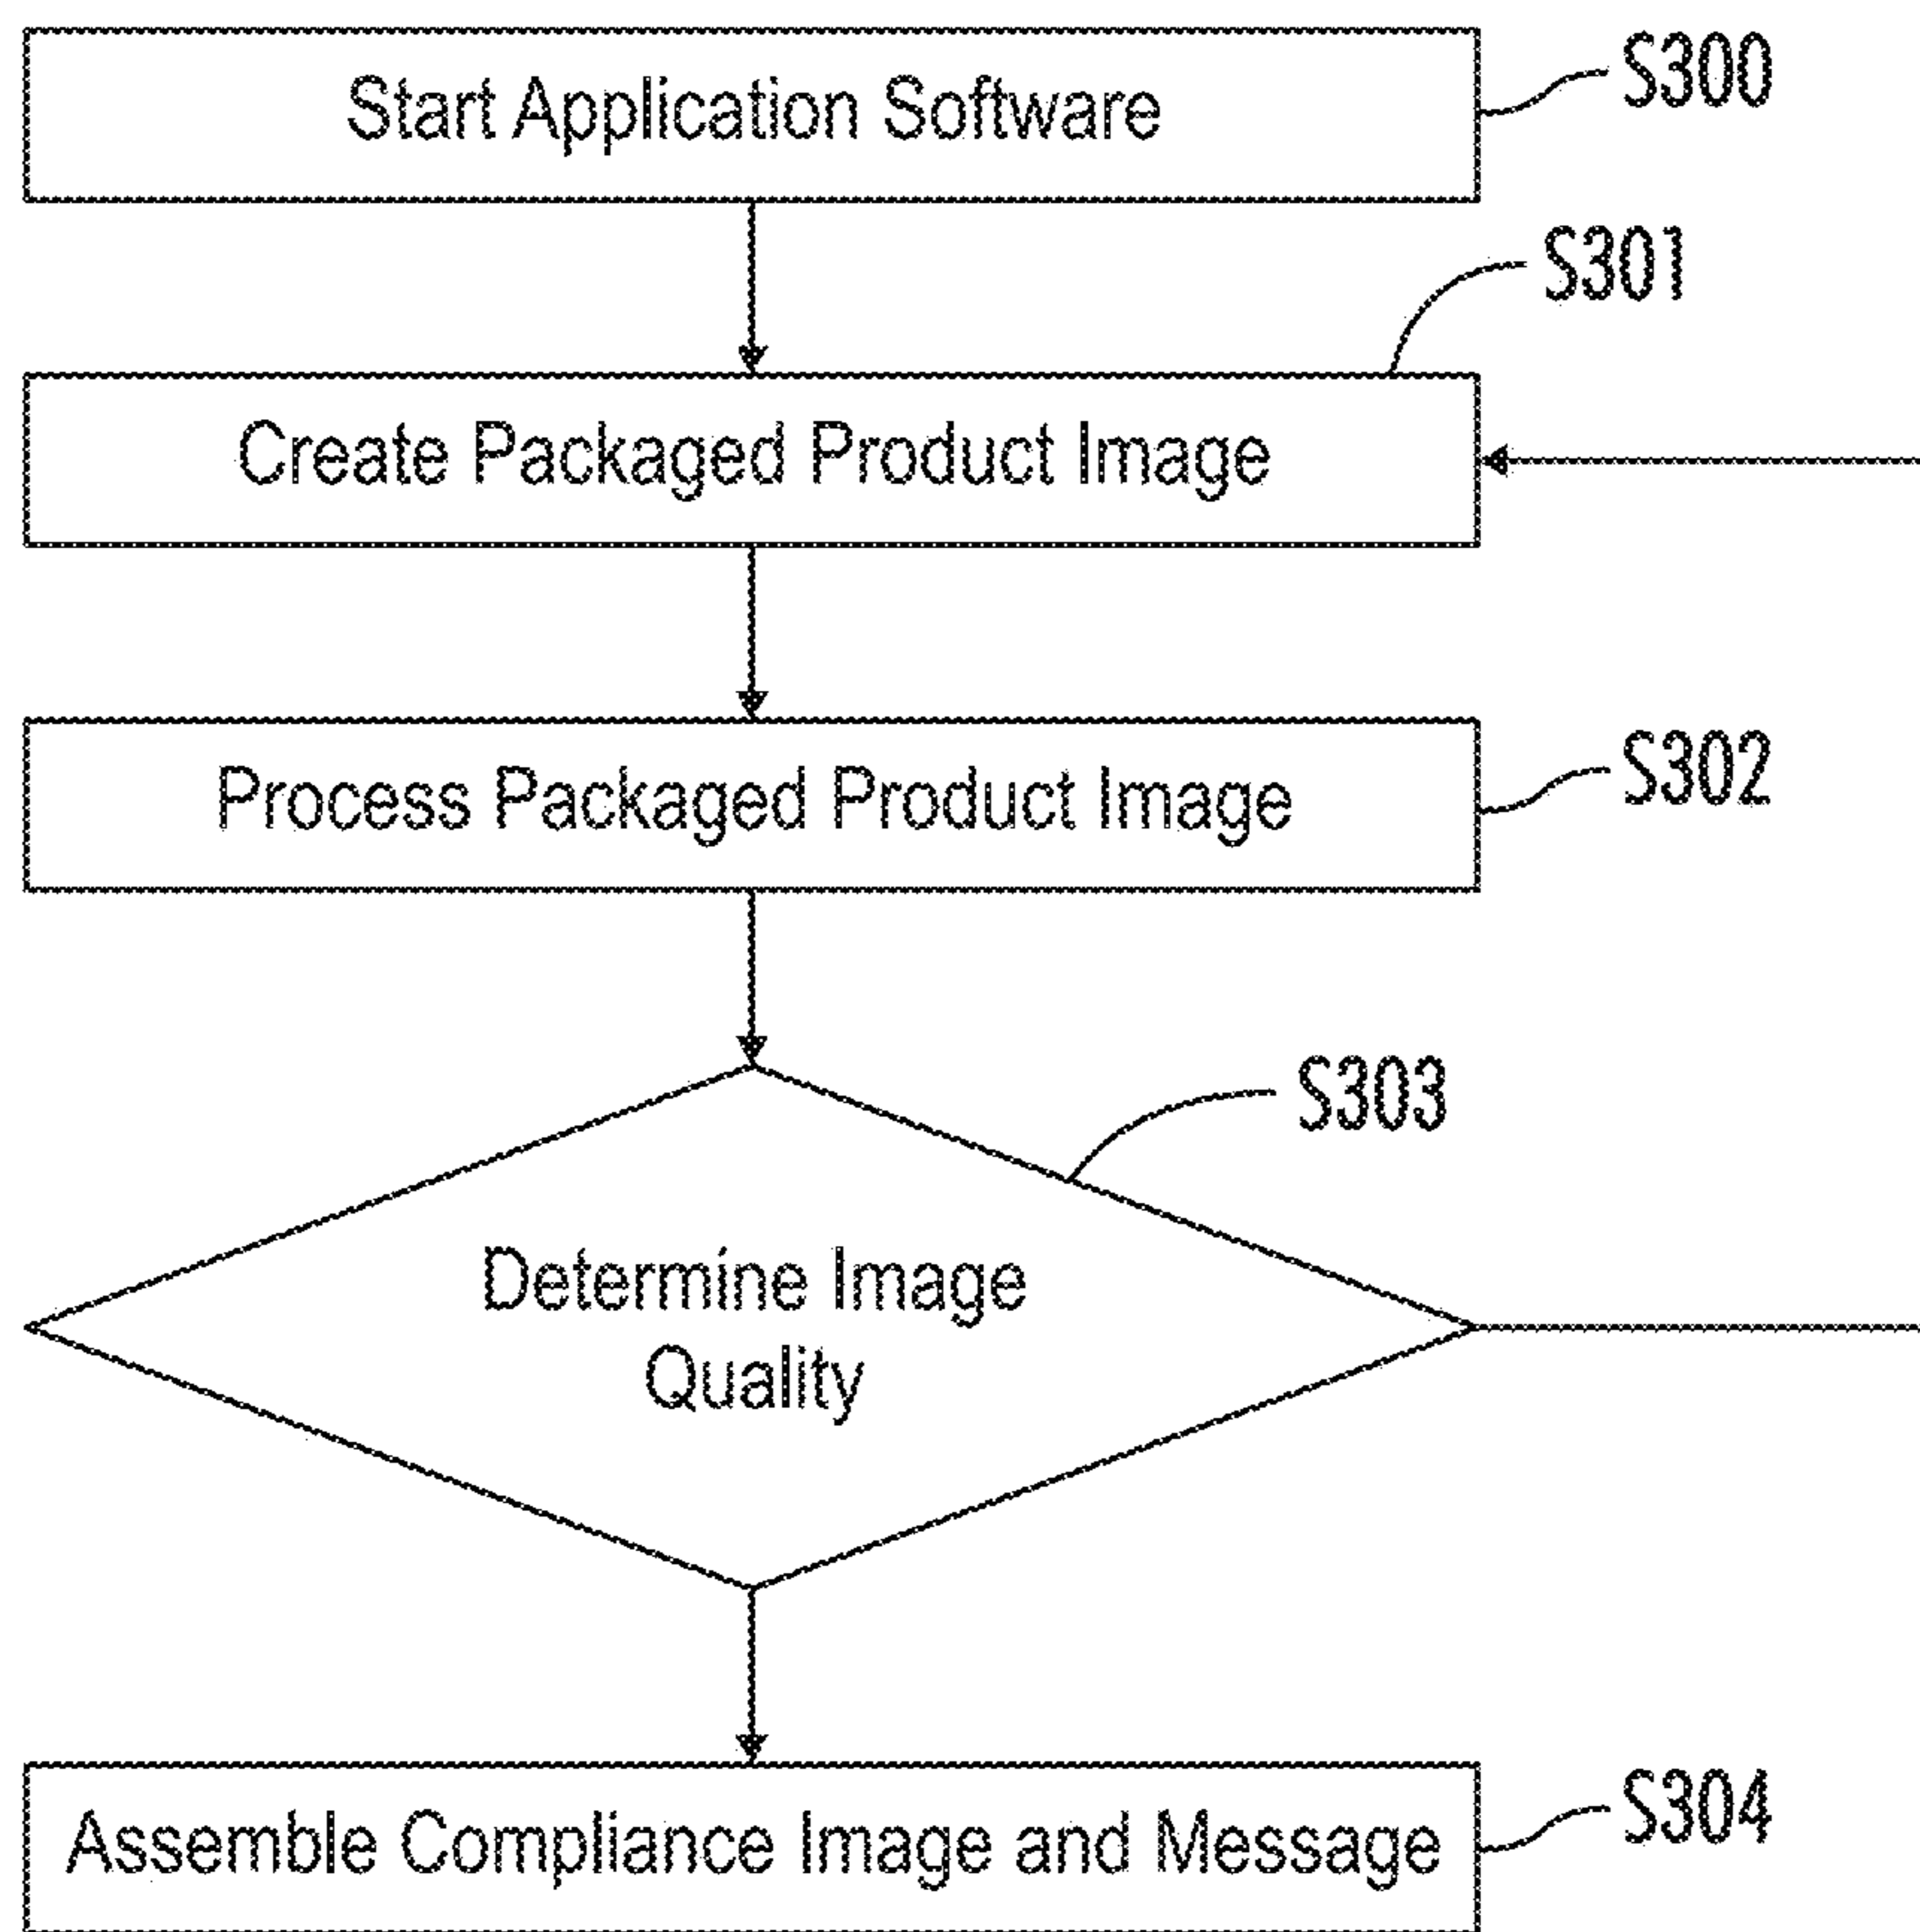 Start Application Software
S300
S301
Create Packaged Product Image
Process Packaged Product Image
S302
S303
Determine Image
Quality
Assemble Compliance Image and Message
S304